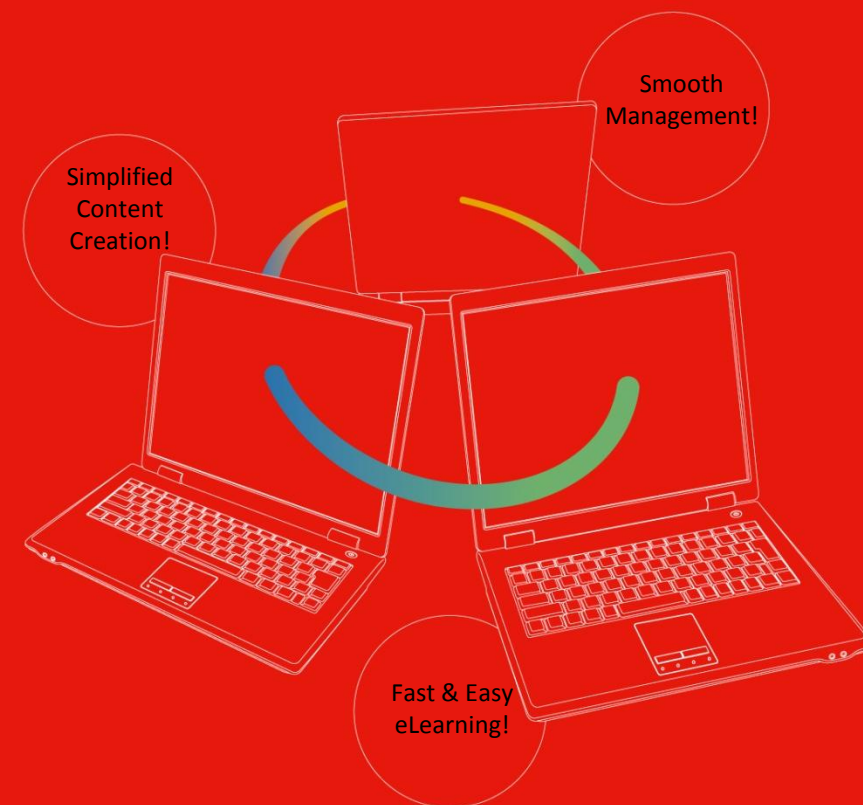 Smooth
Management!
Simplified
Content
Creation!
Fast & Easy
eLearning!